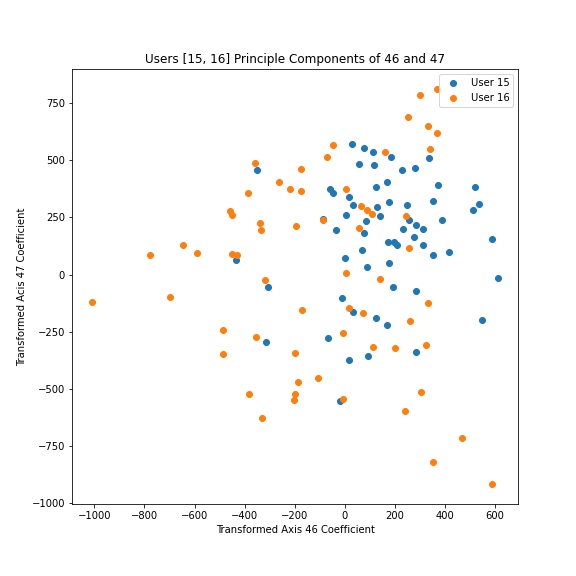 Users [15, 16] Principle Components of 46 and 47
User 15
User 16
Transformed Acis 47 Coefficient
750
500
250
0
−250
−500
−750
−1000
−1000 −800 −600 −400 −200 0 200 400 600
Transformed Axis 46 Coefficient